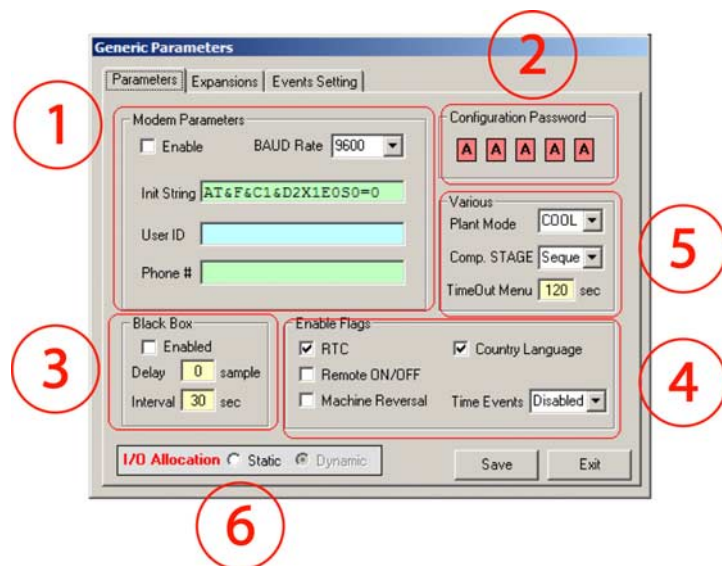 Generic Parameters
2
Parameters Expansions Events Setting
1
Modem Parameters
Enable BAUD Rate 9600
Init String AT&F&C1&D2X1E0S0=0
User ID
Phone #
Configuration Password
A A A A A
Various
Plant Mode COOL
Comp. STAGE Seque
TimeOut Menu 120 sec
5
3
Black Box
Enabled
Delay 0 sample
Interval 30 sec
Enable Flags
RTC Country Language
Remote ON/OFF
Machine Reversal Time Events Disabled
4
I/O Allocation Static Dynamic
Save Exit
6